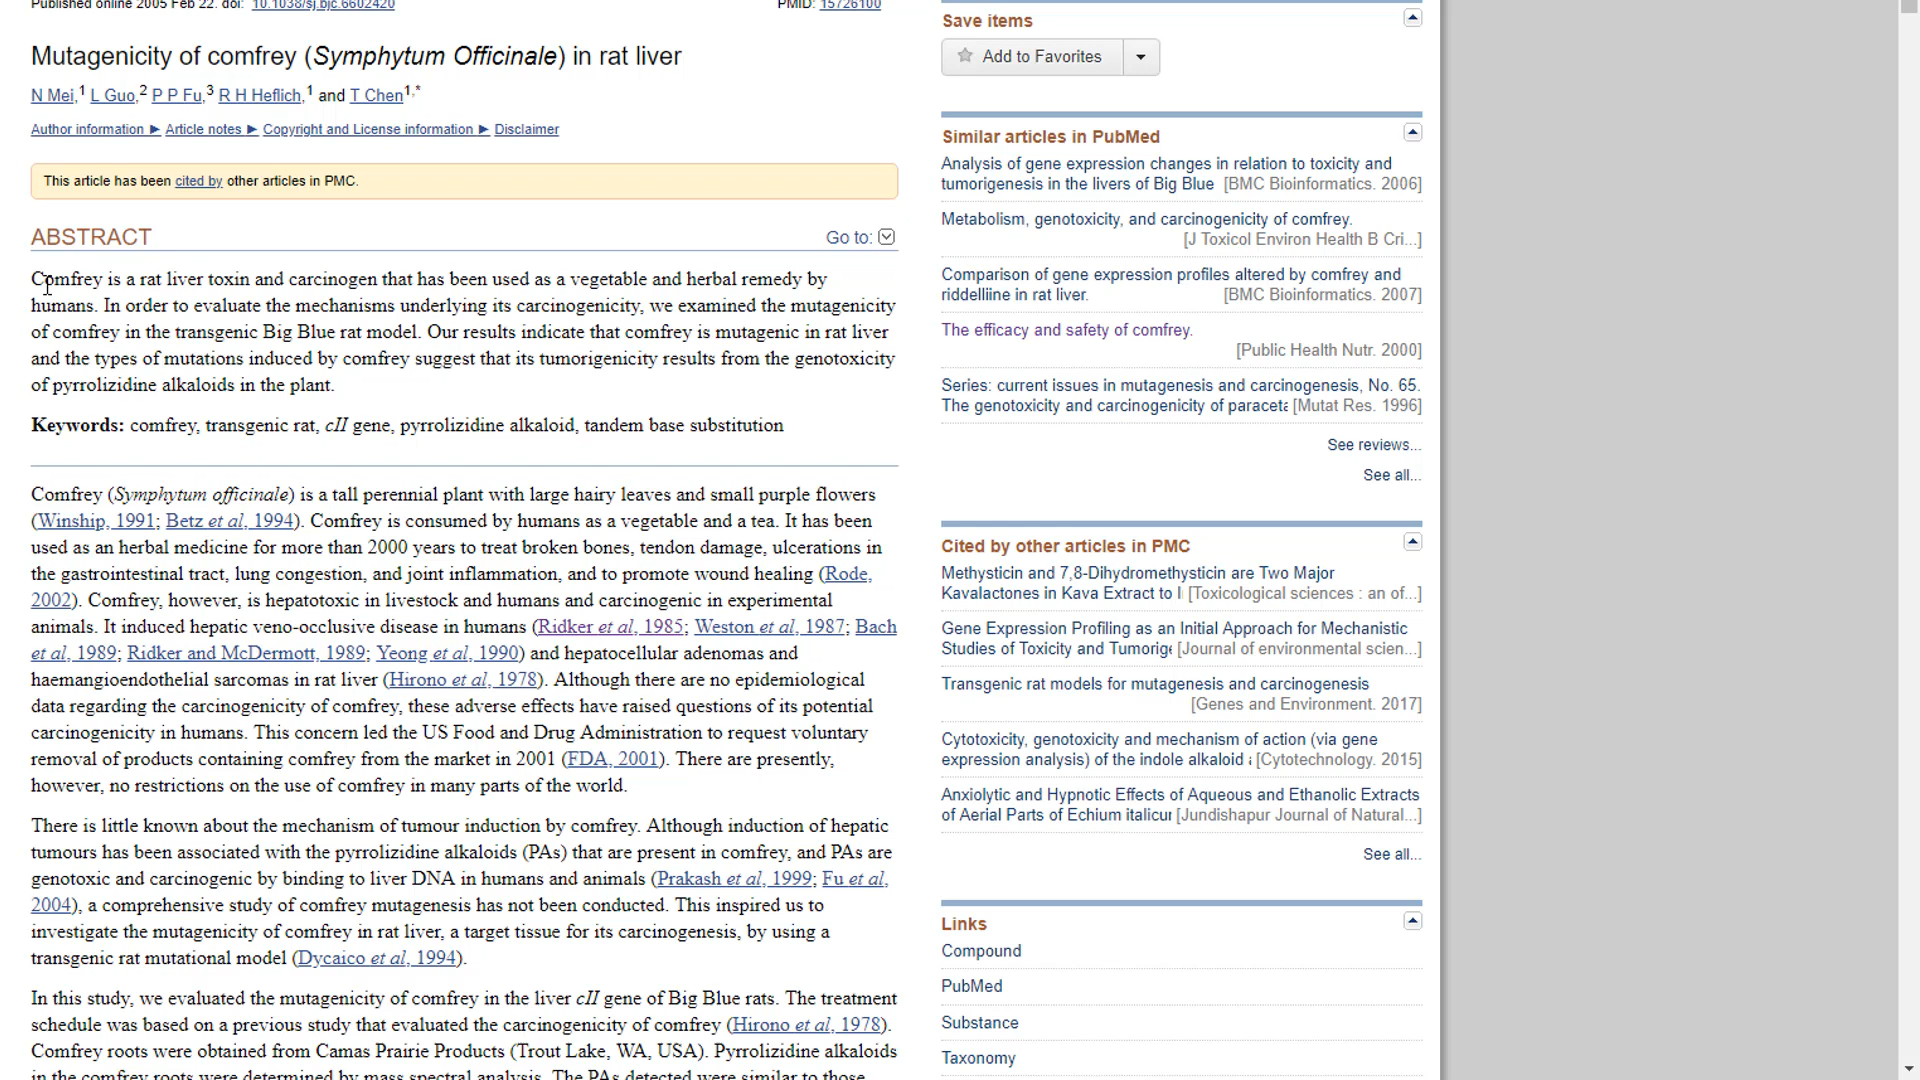 Published online 2005 Feb 22. doi: 10.1038/sj.bjc.6602420
PMID: 15726100
Mutagenicity of comfrey (Symphytum Officinale) in rat liver
N Mei,1 L Guo,2 P P Fu,3 R H Heflich,1 and T Chen1,*
Author information ► Article notes ► Copyright and License information ► Disclaimer
This article has been cited by other articles in PMC.
ABSTRACT
Go to:
Comfrey is a rat liver toxin and carcinogen that has been used as a vegetable and herbal remedy by
humans. In order to evaluate the mechanisms underlying its carcinogenicity, we examined the mutagenicity
of comfrey in the transgenic Big Blue rat model. Our results indicate that comfrey is mutagenic in rat liver
and the types of mutations induced by comfrey suggest that its tumorigenicity results from the genotoxicity
of pyrrolizidine alkaloids in the plant.
Keywords: comfrey, transgenic rat, cII gene, pyrrolizidine alkaloid, tandem base substitution
Comfrey (Symphytum officinale) is a tall perennial plant with large hairy leaves and small purple flowers
(Winship, 1991; Betz et al, 1994). Comfrey is consumed by humans as a vegetable and a tea. It has been
used as an herbal medicine for more than 2000 years to treat broken bones, tendon damage, ulcerations in
the gastrointestinal tract, lung congestion, and joint inflammation, and to promote wound healing (Rode,
2002). Comfrey, however, is hepatotoxic in livestock and humans and carcinogenic in experimental
animals. It induced hepatic veno-occlusive disease in humans (Ridker et al, 1985; Weston et al, 1987; Bach
et al, 1989; Ridker and McDermott, 1989; Yeong et al, 1990) and hepatocellular adenomas and
haemangioendothelial sarcomas in rat liver (Hirono et al, 1978). Although there are no epidemiological
data regarding the carcinogenicity of comfrey, these adverse effects have raised questions of its potential
carcinogenicity in humans. This concern led the US Food and Drug Administration to request voluntary
removal of products containing comfrey from the market in 2001 (FDA, 2001). There are presently,
however, no restrictions on the use of comfrey in many parts of the world.
There is little known about the mechanism of tumour induction by comfrey. Although induction of hepatic
tumours has been associated with the pyrrolizidine alkaloids (PAs) that are present in comfrey, and PAs are
genotoxic and carcinogenic by binding to liver DNA in humans and animals (Prakash et al, 1999; Fu et al,
2004), a comprehensive study of comfrey mutagenesis has not been conducted. This inspired us to
investigate the mutagenicity of comfrey in rat liver, a target tissue for its carcinogenesis, by using a
transgenic rat mutational model (Dycaico et al, 1994).
In this study, we evaluated the mutagenicity of comfrey in the liver cII gene of Big Blue rats. The treatment
schedule was based on a previous study that evaluated the carcinogenicity of comfrey (Hirono et al, 1978).
Comfrey roots were obtained from Camas Prairie Products (Trout Lake, WA, USA). Pyrrolizidine alkaloids
in the comfrey roots were determined by mass spectral analysis. The PAs detected were similar to those
Save items
Add to Favorites
Similar articles in PubMed
Analysis of gene expression changes in relation to toxicity and
tumorigenesis in the livers of Big Blue [BMC Bioinformatics. 2006]
Metabolism, genotoxicity, and carcinogenicity of comfrey.
[J Toxicol Environ Health B Cri...]
Comparison of gene expression profiles altered by comfrey and
riddelliine in rat liver. [BMC Bioinformatics. 2007]
The efficacy and safety of comfrey.
[Public Health Nutr. 2000]
Series: current issues in mutagenesis and carcinogenesis, No. 65.
The genotoxicity and carcinogenicity of paraceta [Mutat Res. 1996]
See reviews...
See all...
Cited by other articles in PMC
Methysticin and 7,8-Dihydromethysticin are Two Major
Kavalactones in Kava Extract to I [Toxicological sciences : an of...]
Gene Expression Profiling as an Initial Approach for Mechanistic
Studies of Toxicity and Tumorige [Journal of environmental scien...]
Transgenic rat models for mutagenesis and carcinogenesis
[Genes and Environment. 2017]
Cytotoxicity, genotoxicity and mechanism of action (via gene
expression analysis) of the indole alkaloid a [Cytotechnology. 2015]
Anxiolytic and Hypnotic Effects of Aqueous and Ethanolic Extracts
of Aerial Parts of Echium italicum [Jundishapur Journal of Natural...]
See all...
Links
Compound
PubMed
Substance
Taxonomy